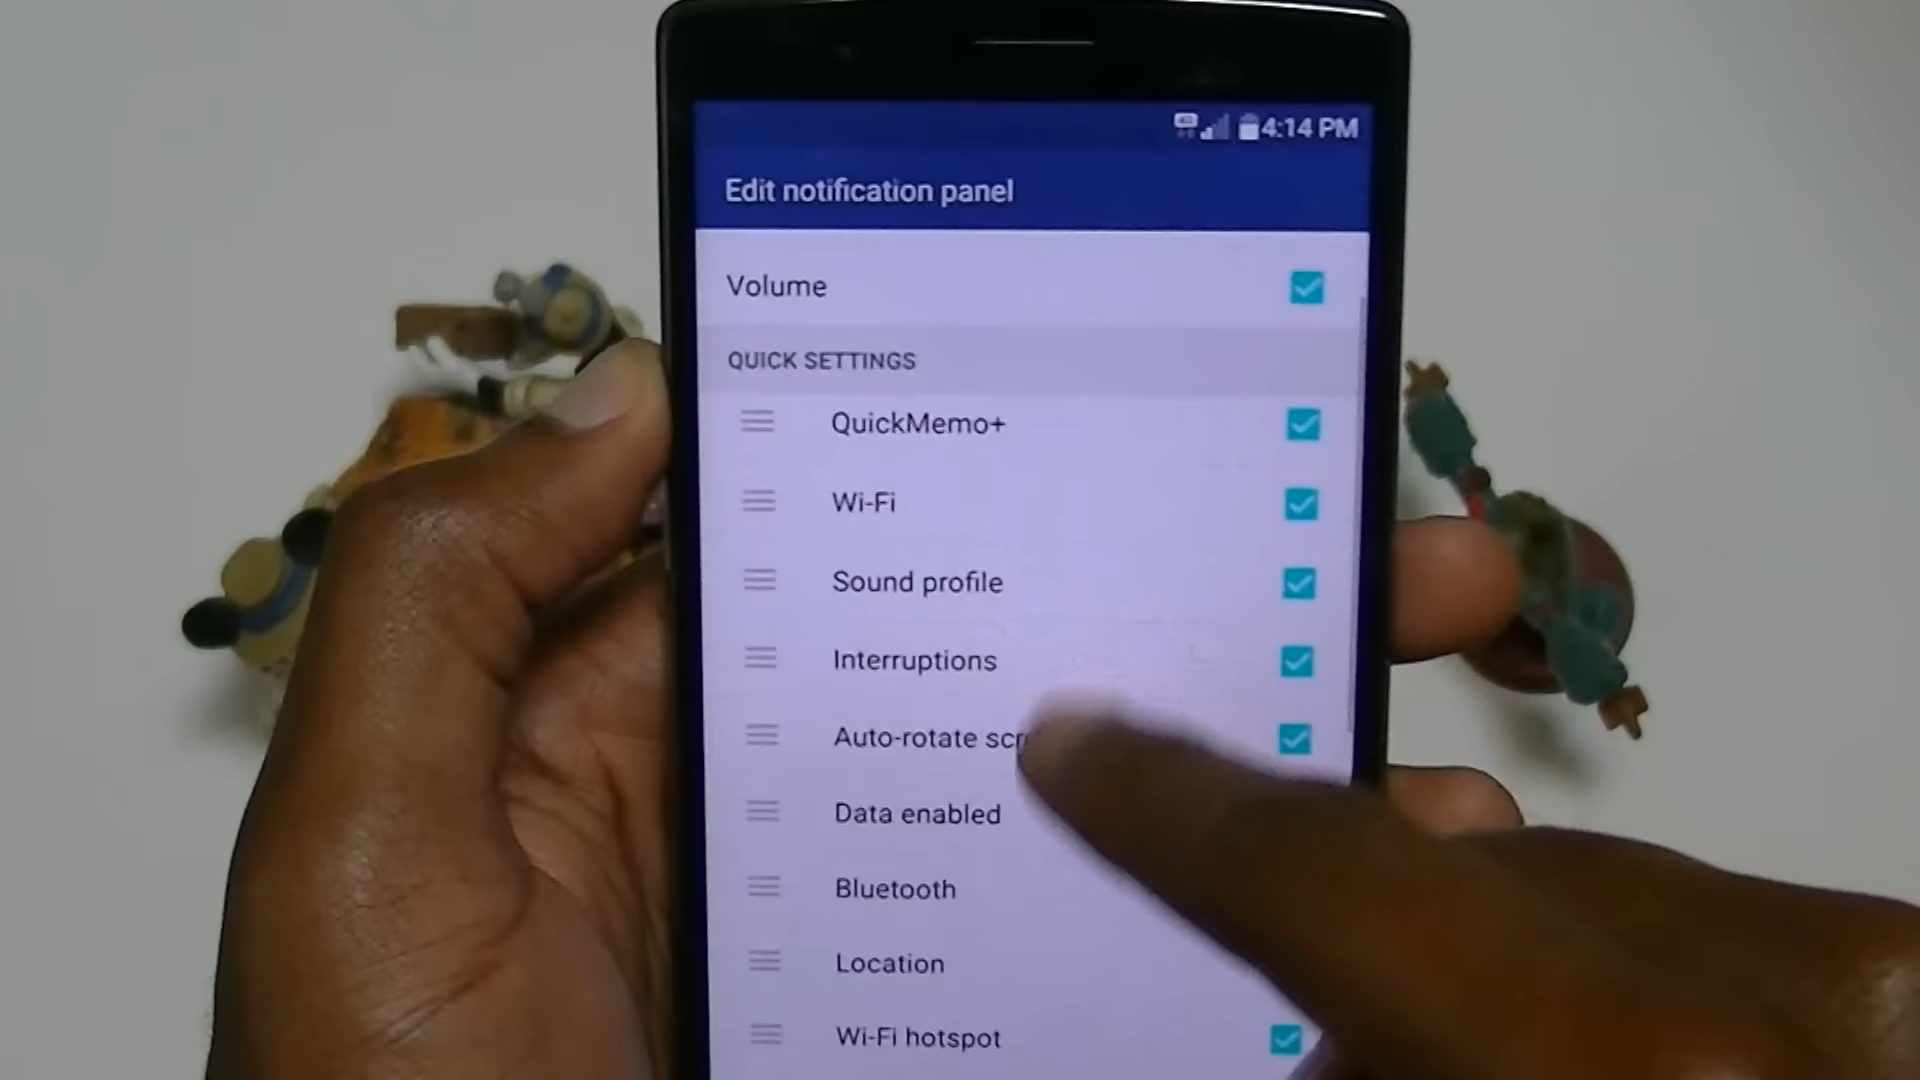 4:14 PM
Edit notification panel
Volume
QUICK SETTINGS
QuickMemo+
Wi-Fi
Sound profile
Interruptions
Auto-rotate
Data enabled
Bluetooth
Location
Wi-Fi hotspot